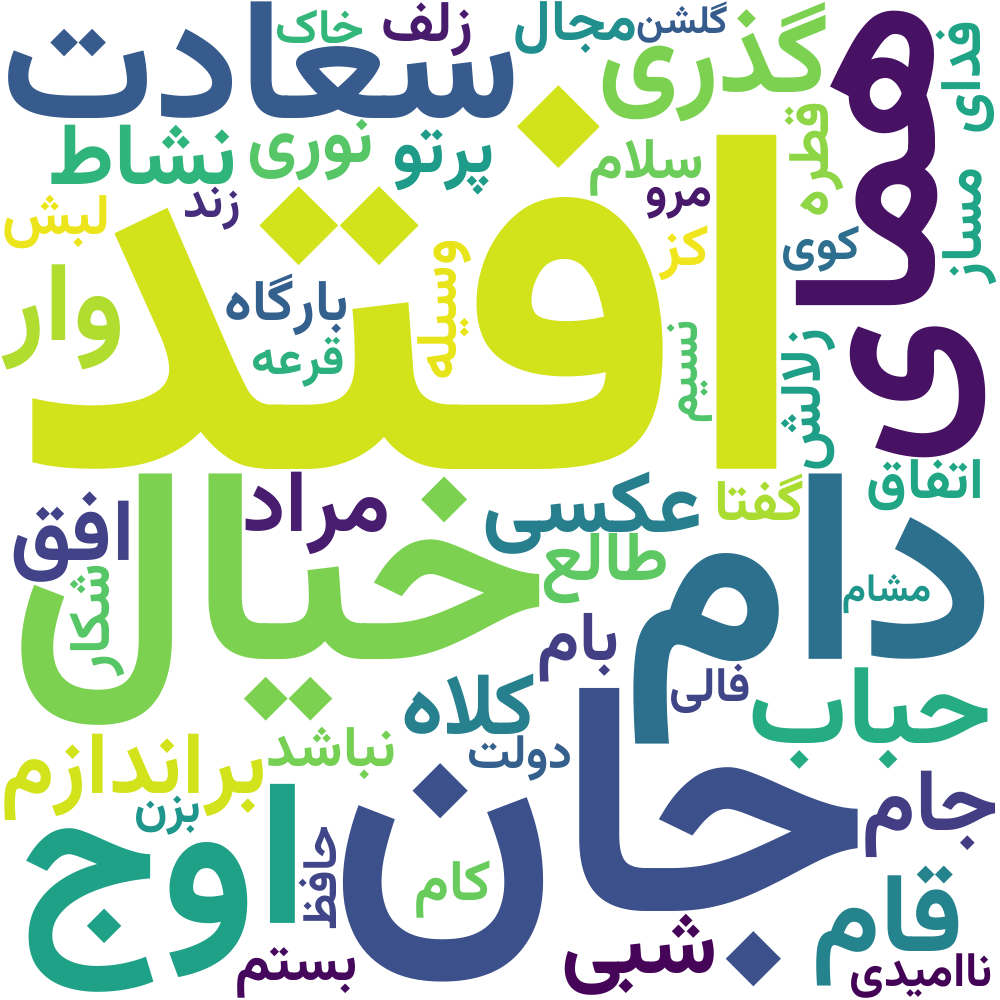 سعادت
خاک
زلف
مجال
گلشن
گذری
همای
فدای
نشاط
نوری
پرتو
سلام
قطره
مرو
مساز
لبش
زند
افتد
وسیله
کز
کوی
وار
بارگاه
قرعه
نسیم
زلالش
اتفاق
افق
مراد
خیال
عکسی
گفتا
دام
طالع
مشام
شکار
بام
فالی
حباب
کلاه
نباشد
دولت
براندازم
بزن
جان
جام
اوج
حافظ
کام
قام
بستم
شبی
ناامیدی